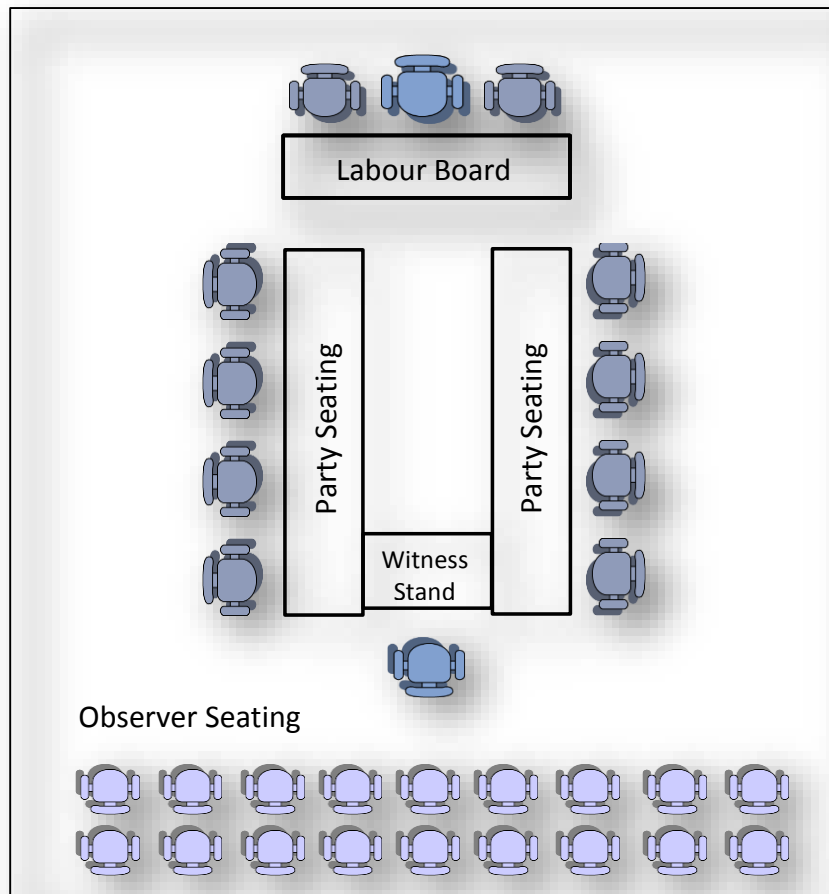 Labour Board
Party Seating
Party Seating
Witness
Stand
Observer Seating